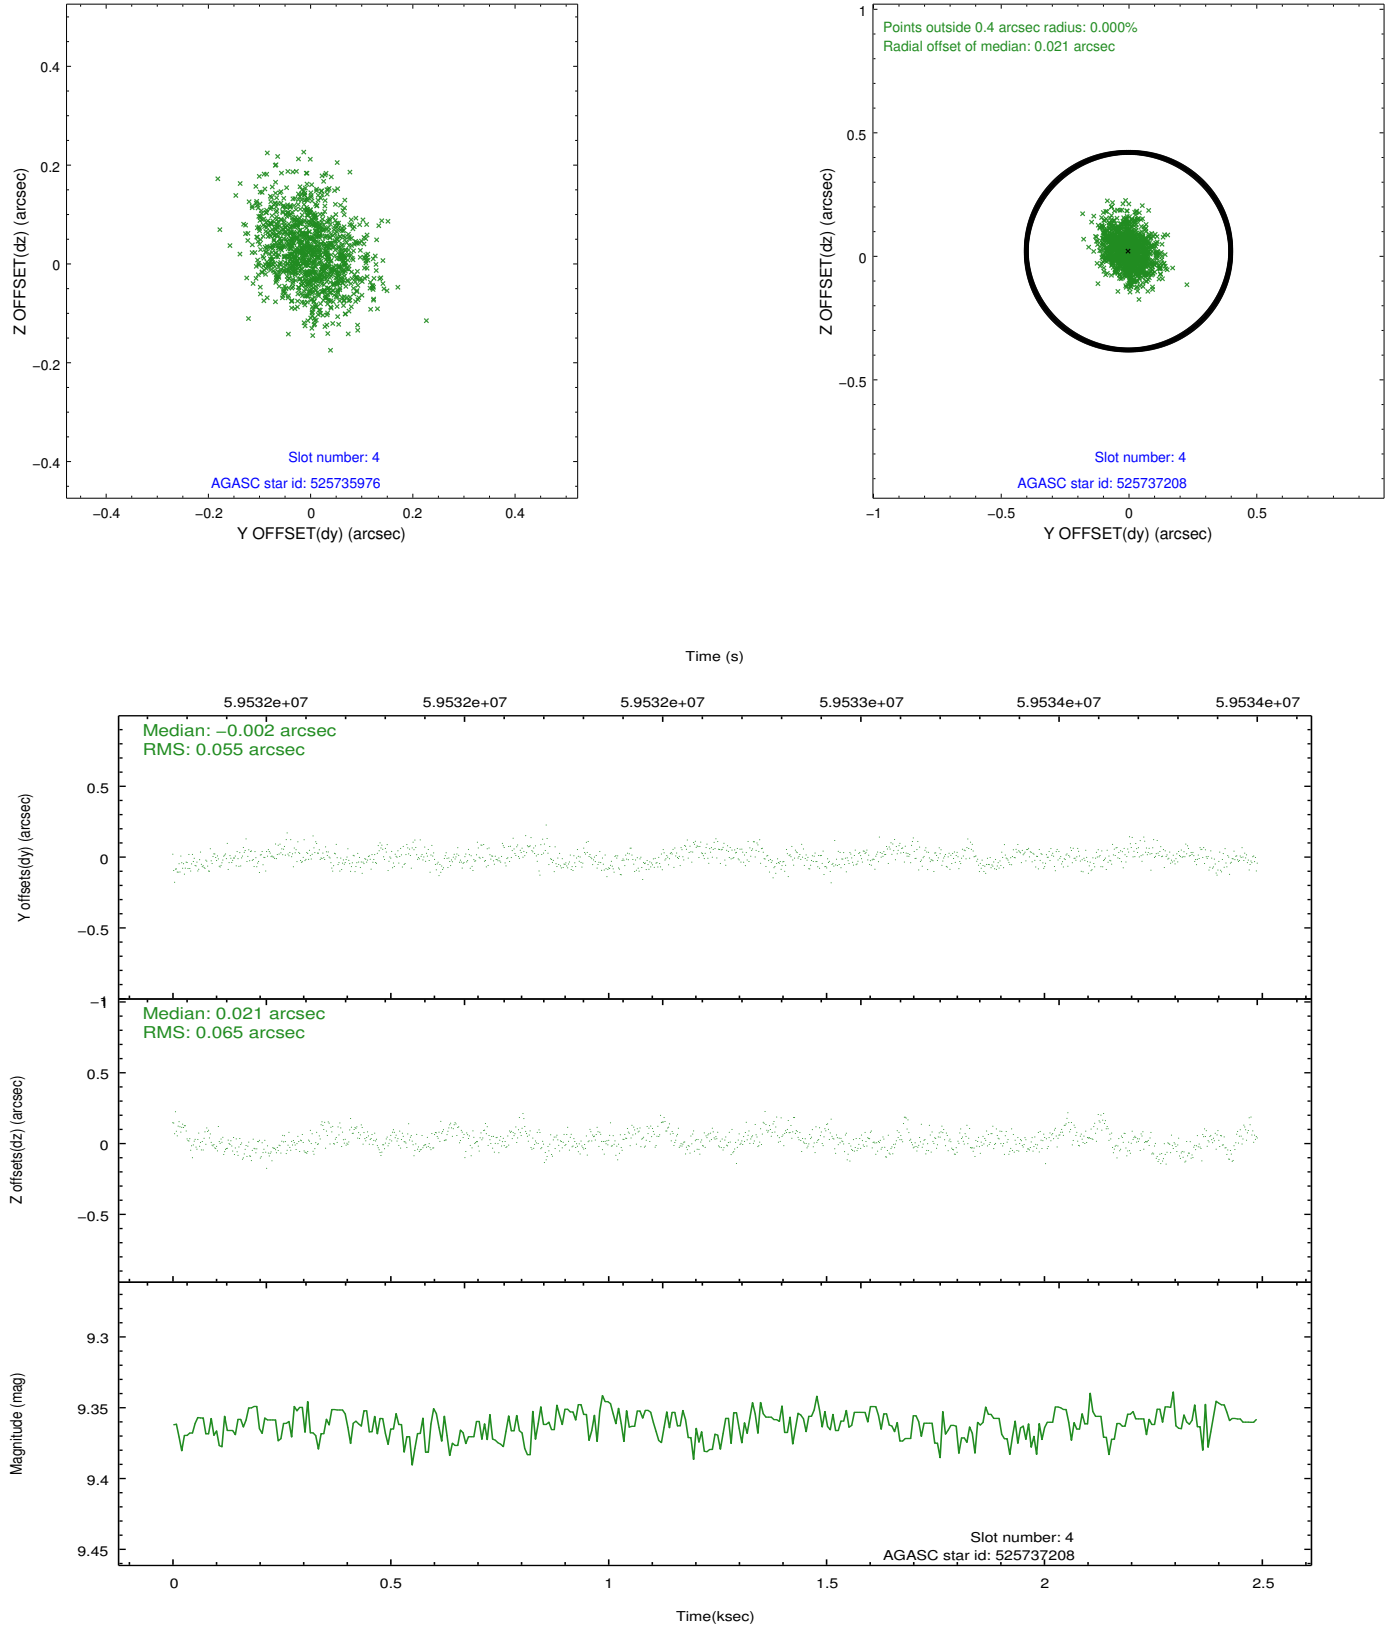 0.4
0.2
0
−0.2
−0.4
Z OFFSET(dz) (arcsec)
Slot number: 4
AGASC star id: 525735976
−0.4
−0.2
0
0.2
0.4
Y OFFSET(dy) (arcsec)
1
0.5
0
−0.5
Z OFFSET(dz) (arcsec)
Points outside 0.4 arcsec radius: 0.000%
Radial offset of median: 0.021 arcsec
Slot number: 4
AGASC star id: 525737208
−1
−0.5
0
0.5
Y OFFSET(dy) (arcsec)
Time (s)
5.9532e+07
5.9532e+07
5.9532e+07
5.9533e+07
5.9534e+07
5.9534e+07
Median: −0.002 arcsec
RMS: 0.055 arcsec
0.5
0
−0.5
−1
Y offsets(dy) (arcsec)
Median: 0.021 arcsec
RMS: 0.065 arcsec
1
0.5
0
−0.5
Z offsets(dz) (arcsec)
9.3
9.35
9.4
9.45
Magnitude (mag)
Slot number: 4
AGASC star id: 525737208
0
0.5
1
1.5
2
2.5
Time(ksec)